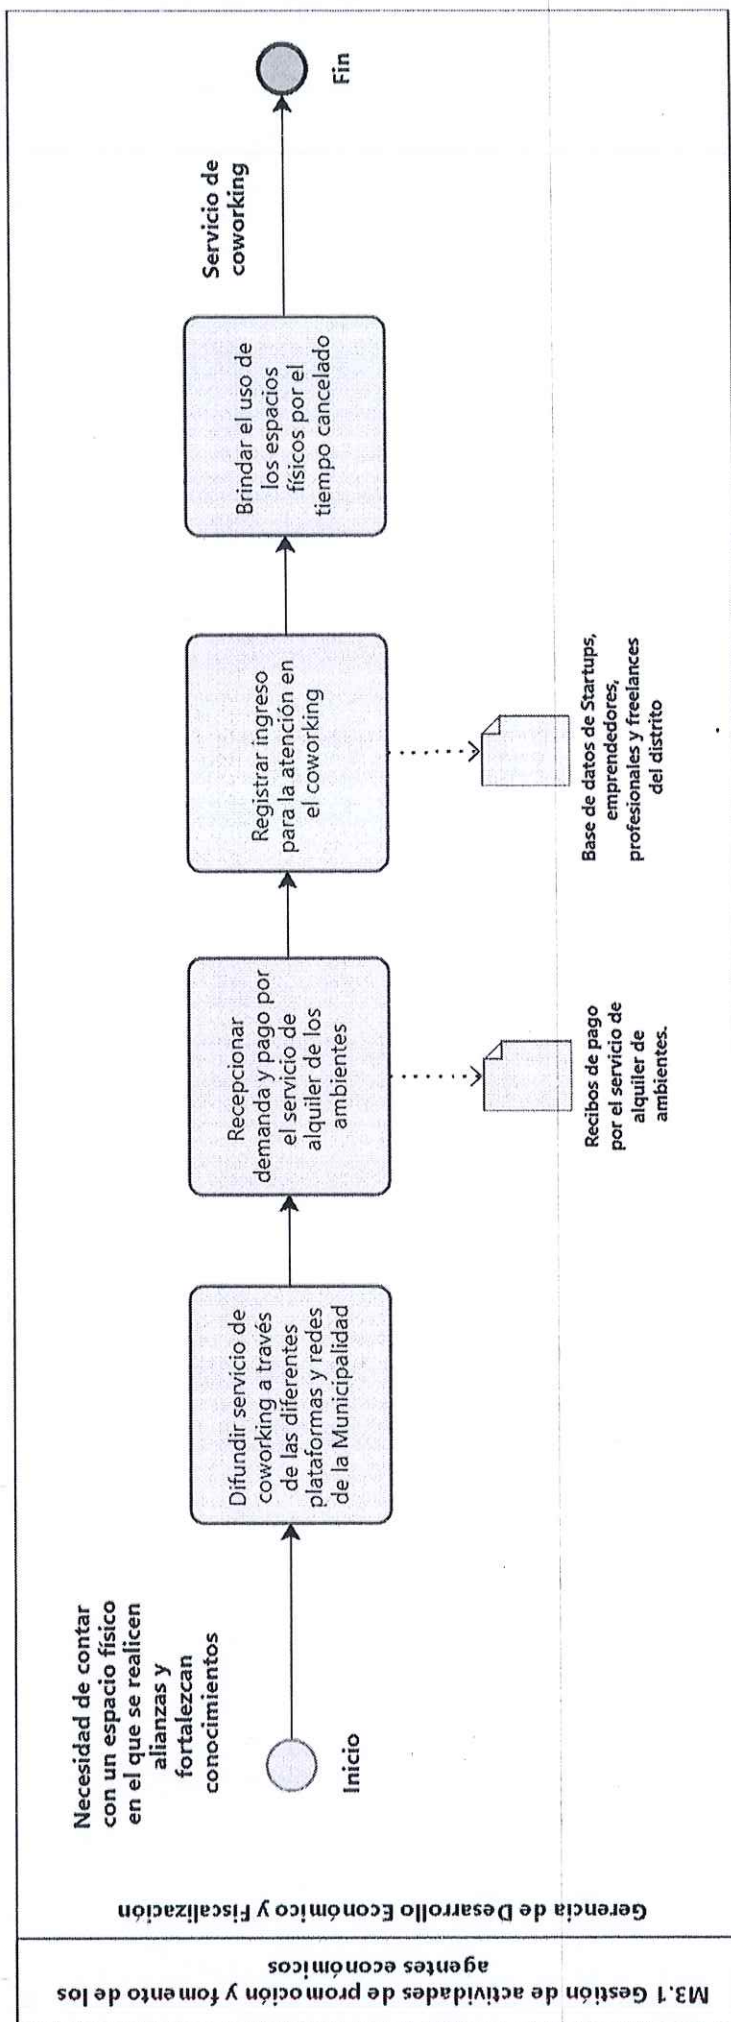 M3.1 Gestión de actividades de promoción y fomento de los
agentes económicos
Gerencia de Desarrollo Económico y Fiscalización
Necesidad de contar
con un espacio físico
en el que se realicen
alianzas y
fortalezcan
conocimientos
Inicio
Difundir servicio de
coworking a través
de las diferentes
plataformas y redes
de la Municipalidad
Recepcionar
demanda y pago por
el servicio de
alquiler de los
ambientes
Recibos de pago
por el servicio de
alquiler de
ambientes.
Registrar ingreso
para la atención en
el coworking
Base de datos de Startups,
emprendedores,
profesionales y freelances
del distrito
Brindar el uso de
los espacios
físicos por el
tiempo cancelado
Servicio de
coworking
Fin